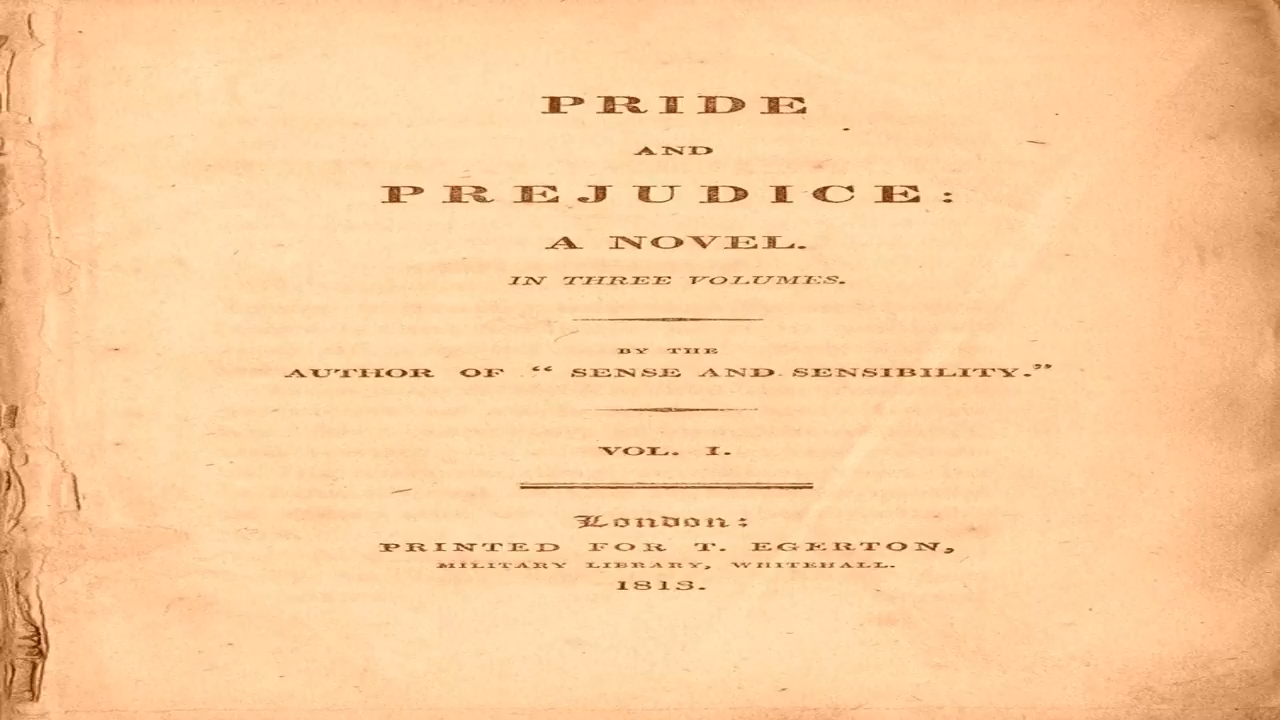 PRIDE
AND
PREJUDICE:
A NOVEL.
IN THREE VOLUMES.
BY THE
AUTHOR OF “ SENSE AND SENSIBILITY.”
VOL. I.
London:
PRINTED FOR T. EGERTON,
MILITARY LIBRARY, WHITEHALL.
1813.